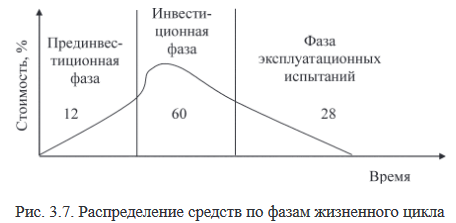 Стоимость, %
Прединвес-
тиционная
фаза
12
Инвести-
ционная
фаза
60
Фаза
эксплуатационных
испытаний
28
Время
Рис. 3.7. Распределение средств по фазам жизненного цикла